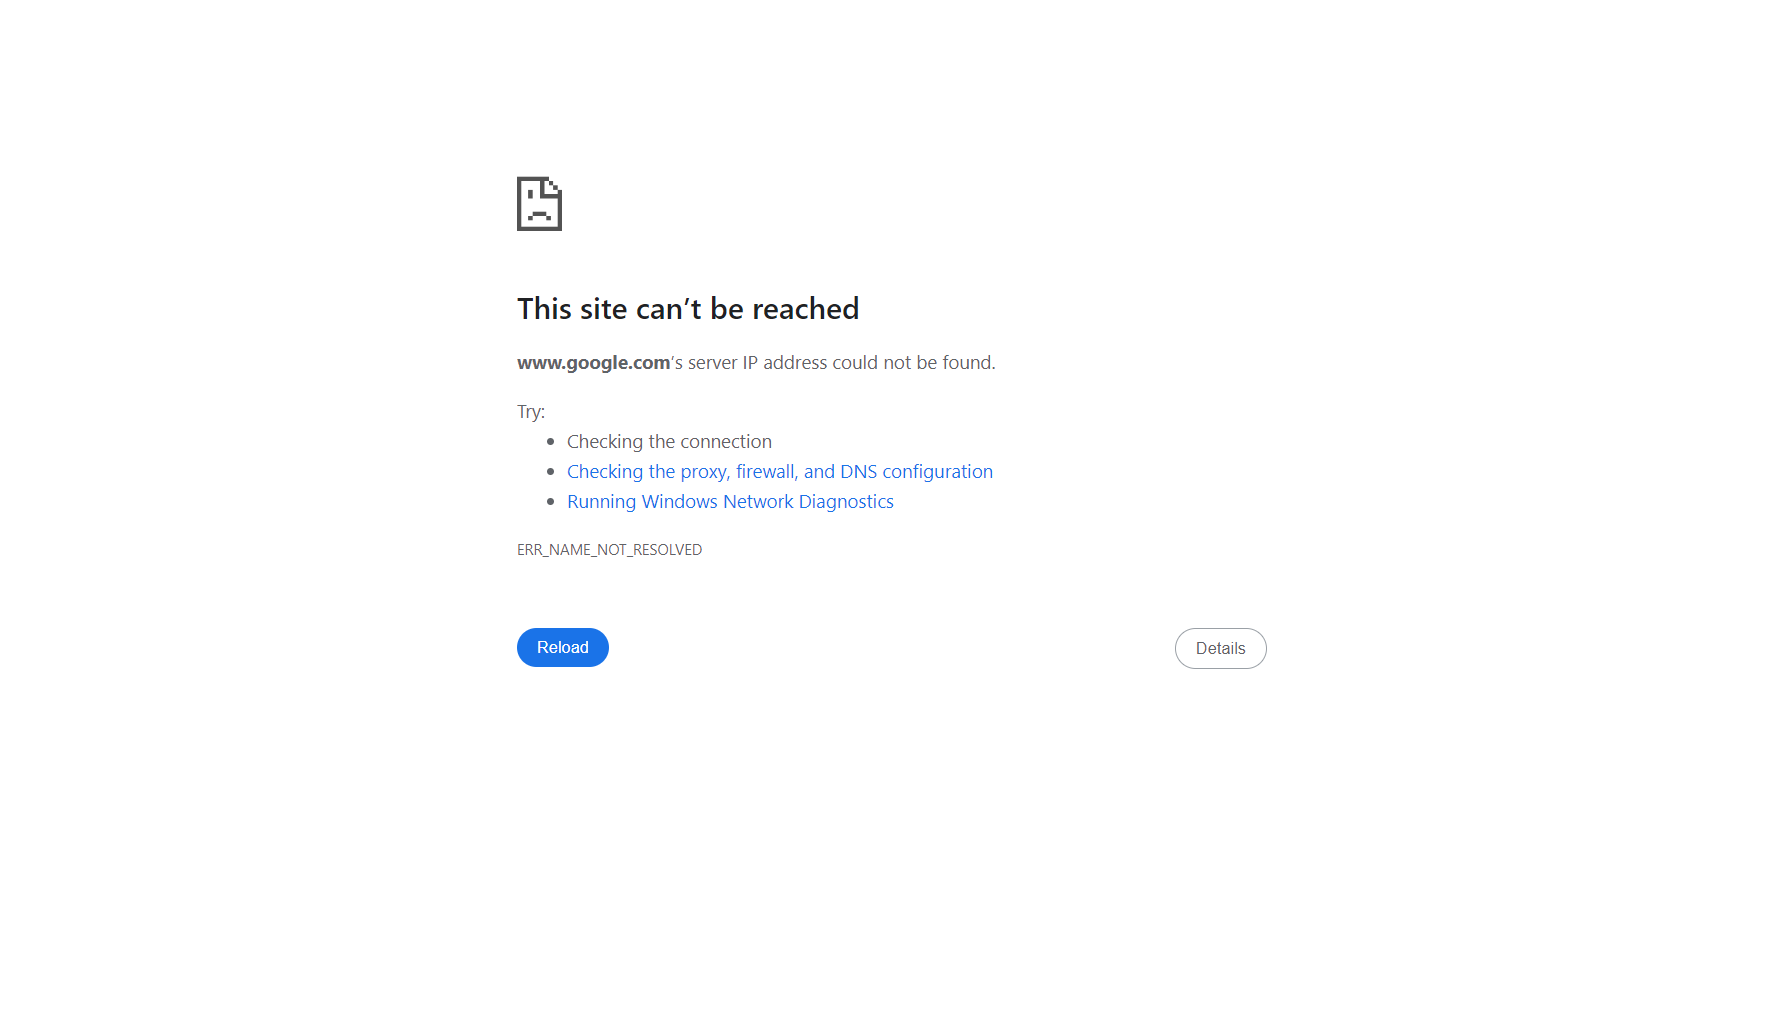 This site can’t be reached
www.google.com's server IP address could not be found.
Try:
Checking the connection
Checking the proxy, firewall, and DNS configuration
Running Windows Network Diagnostics
ERR_NAME_NOT_RESOLVED
Reload
Details